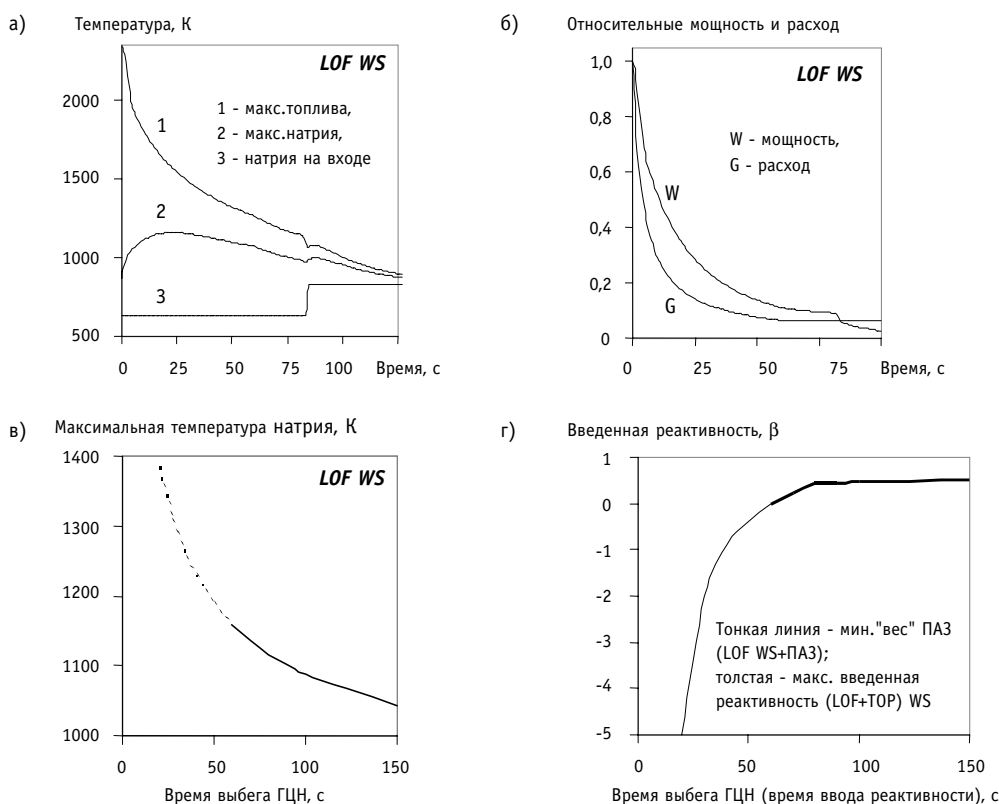 а) Температура, К
LOF WS
1 - макс.топлива,
2 - макс.натрия,
3 - натрия на входе
2000
1500
1000
500
1
2
3
0 25 50 75 100 Время, с
б) Относительные мощность и расход
LOF WS
W - мощность,
G - расход
1,0
0,8
0,6
0,4
0,2
0
W
G
0 25 50 75 Время, с
в) Максимальная температура натрия, К
LOF WS
1400
1300
1200
1100
1000
0 50 100 150
Время выбега ГЦН, с
г) Введенная реактивность, β
1
0
-1
-2
-3
-4
-5
Тонкая линия - мин."вес" ПАЗ
(LOF WS+ПАЗ);
толстая - макс. введенная
реактивность (LOF+TOP) WS
0 50 100 150
Время выбега ГЦН (время ввода реактивности), с